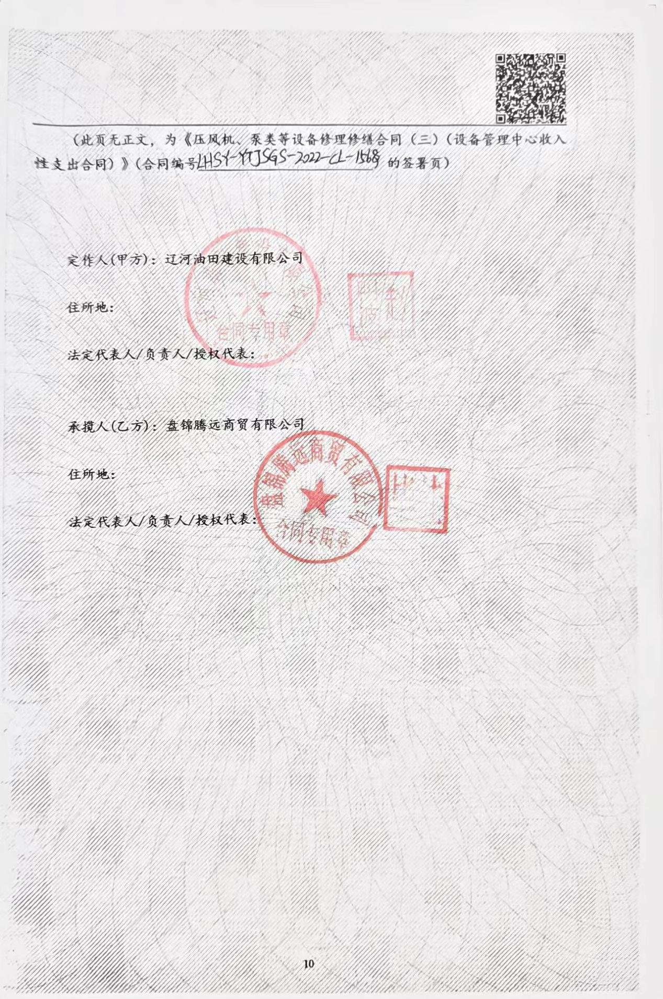 （此页无正文，为《压风机、泵类等设备修理修缮合同（三）（设备管理中心收入
性支出合同）》（合同编号LHSY-YTJSGS-2022-CL-1568号的签署页）
定作人(甲方)：辽河油田建设有限公司
合同专用章
住所地：
法定代表人/负责人/授权代表：
承揽人(乙方)：盘锦腾远商贸有限公司
盘锦腾远商贸有限公司
合同专用章
住所地：
法定代表人/负责人/授权代表：
10